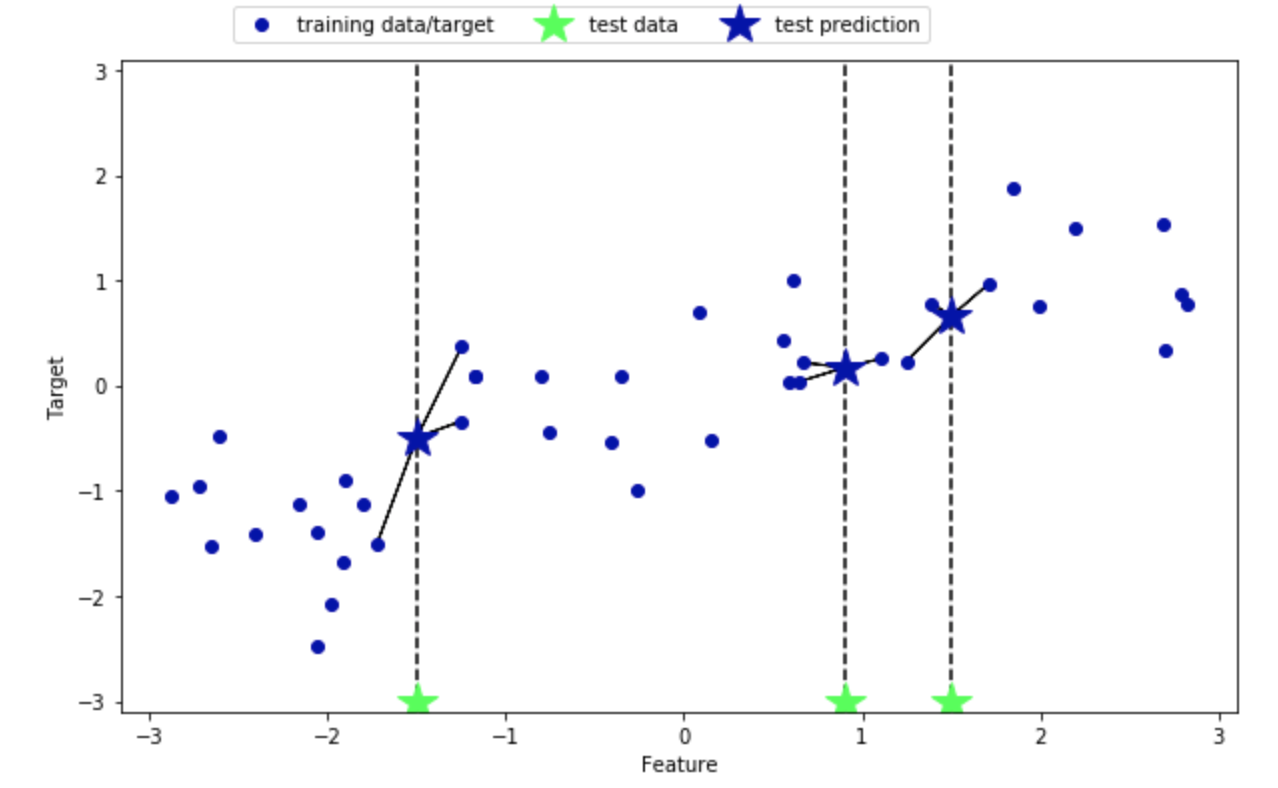 training data/target test data test prediction
3
2
1
0
−1
−2
−3
Target
−3 −2 −1 0 1 2 3
Feature